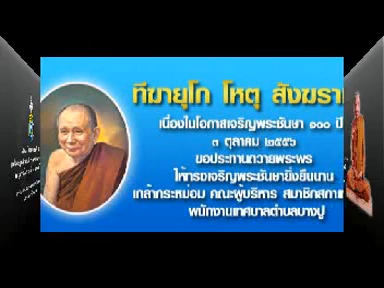 ทีฆายุโก โหตุ สังฆรา
เนื่องในโอกาสเจริญพระชันษา ๑๐๐ ปี
๓ ตุลาคม ๒๕๕๖
ขอประทานถวายพระพร
ให้ทรงเจริญพระชันษายิ่งยืนนาน
เกล้ากระหม่อม คณะผู้บริหาร สมาชิกสภา
พนักงานเทศบาลตำบลบางปู